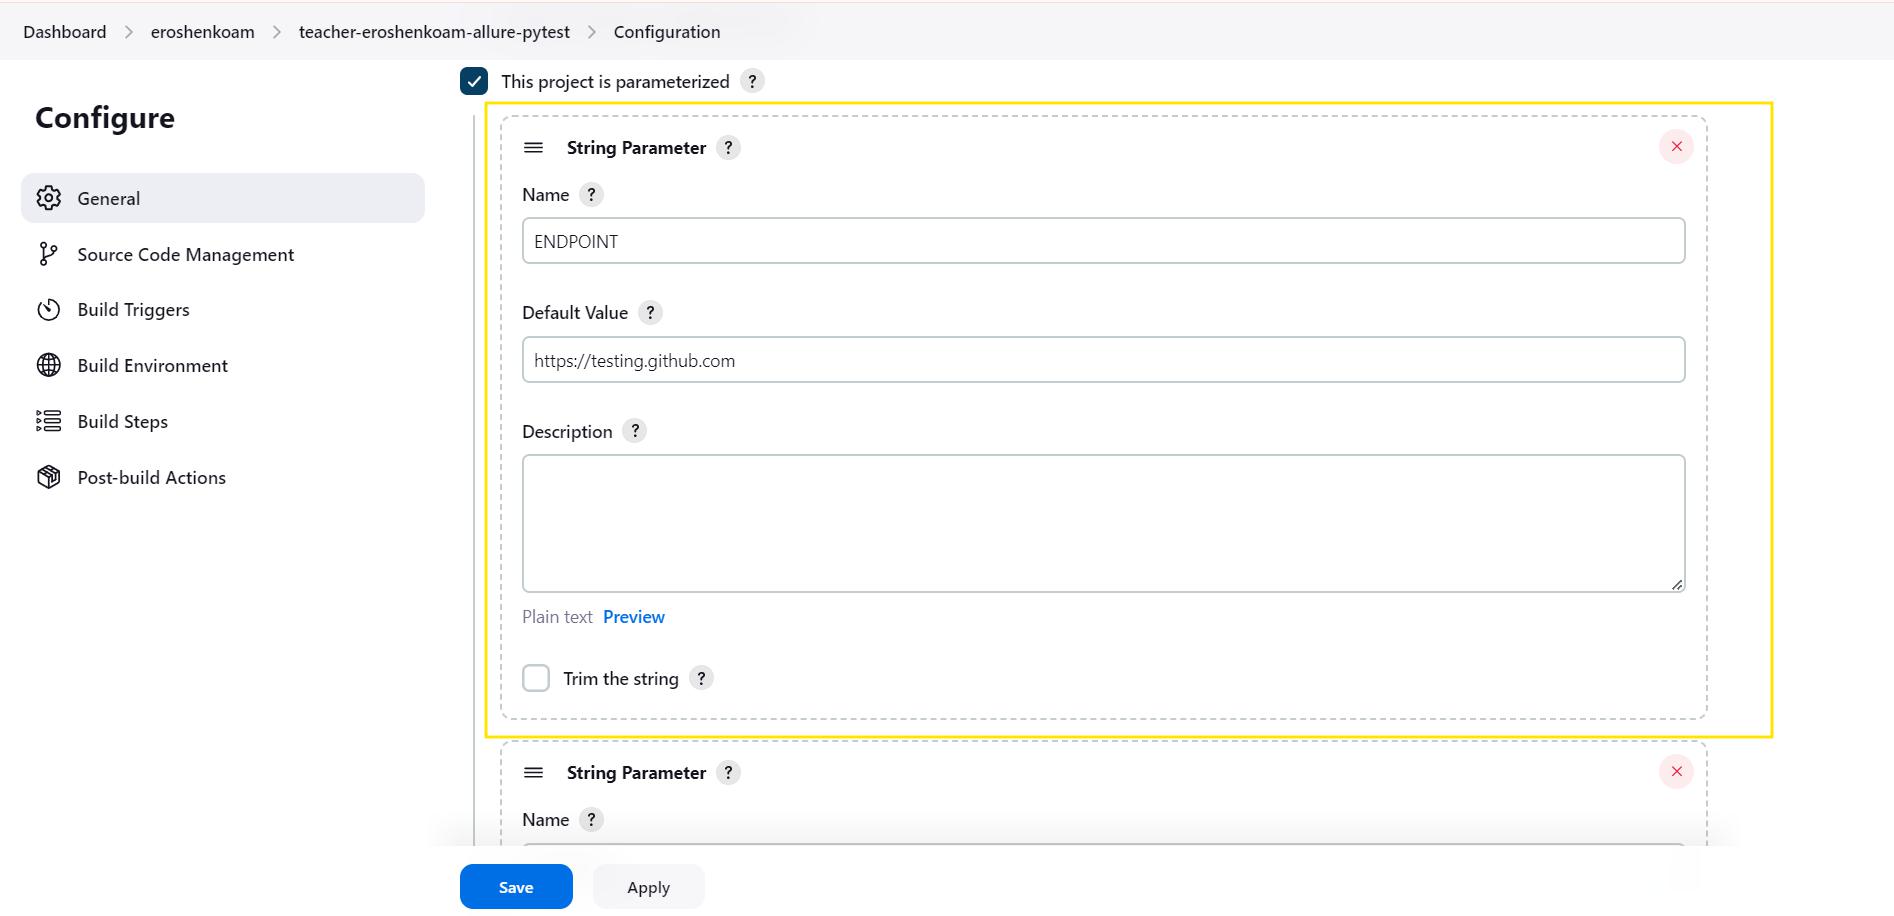 Dashboard > eroshenkoam > teacher-eroshenkoam-allure-pytest > Configuration
Configure
General
Source Code Management
Build Triggers
Build Environment
Build Steps
Post-build Actions
This project is parameterized ?
String Parameter ?
Name ?
ENDPOINT
Default Value ?
https://testing.github.com
Description ?
Plain text Preview
Trim the string ?
String Parameter ?
Name ?
Save Apply